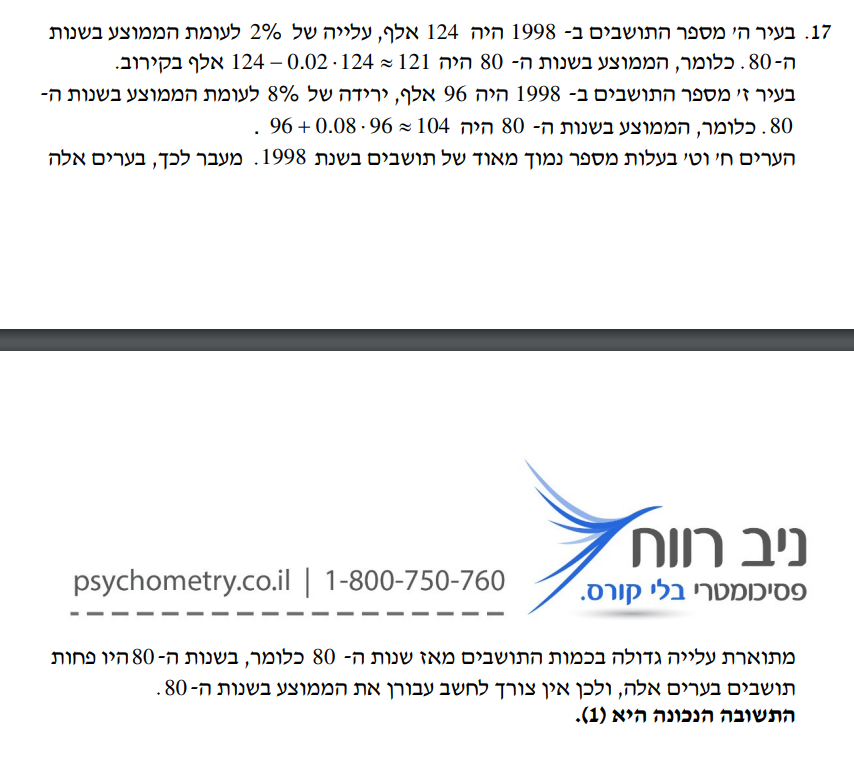 17. בעיר ה' מספר התושבים ב- 1998 היה 124 אלף, עלייה של 2% לעומת הממוצע בשנות
ה-80. כלומר, הממוצע בשנות ה- 80 היה 124 – 0.02 · 124 ≈ 121 אלף בקירוב.
בעיר ז' מספר התושבים ב- 1998 היה 96 אלף, ירידה של 8% לעומת הממוצע בשנות ה-
80. כלומר, הממוצע בשנות ה- 80 היה 96 + 0.08 · 96 ≈ 104 .
הערים ח' וט' בעלות מספר נמוך מאוד של תושבים בשנת 1998. מעבר לכך, בערים אלה
ניב רווח
פסיכומטרי בלי קורס.
psychometry.co.il | 1-800-750-760
מתוארת עלייה גדולה בכמות התושבים מאז שנות ה- 80 כלומר, בשנות ה-80 היו פחות
תושבים בערים אלה, ולכן אין צורך לחשב עבורן את הממוצע בשנות ה-80.
התשובה הנכונה היא (1).